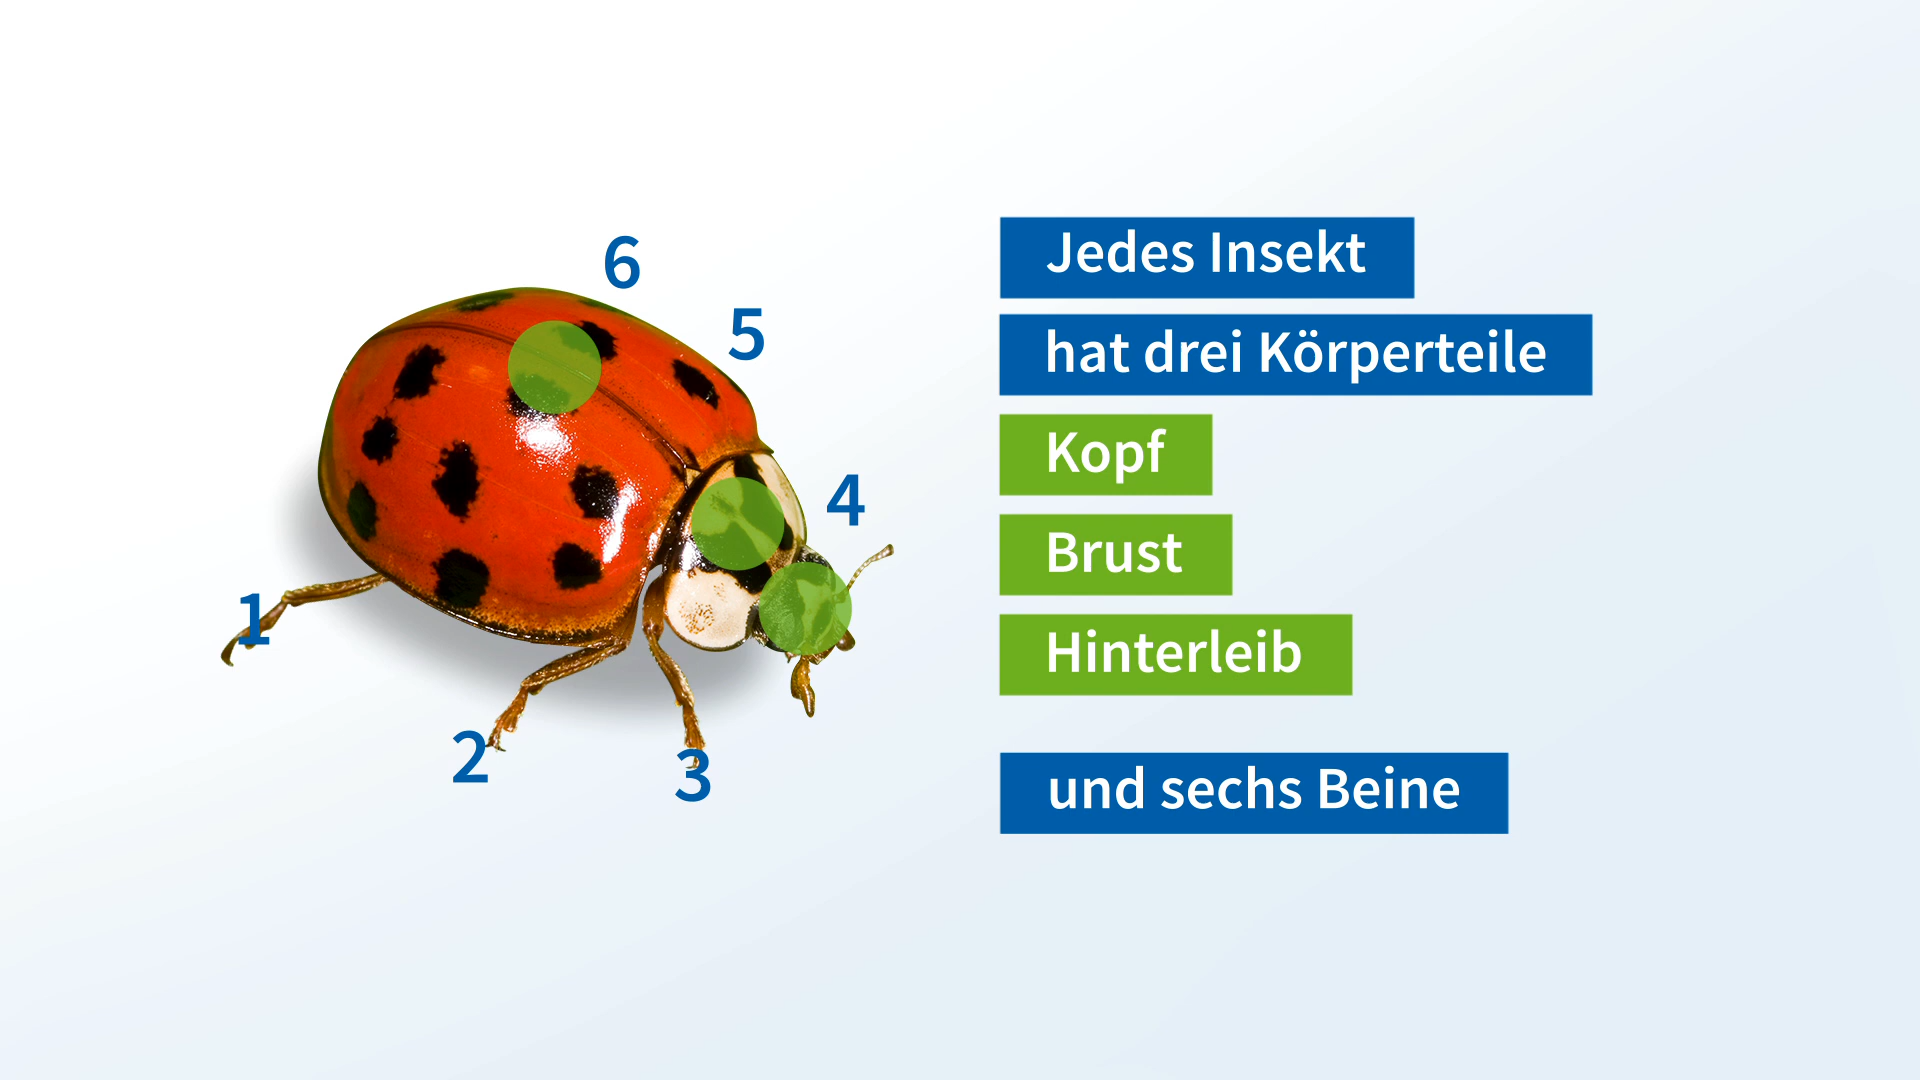 6
5
4
1
2
3
Jedes Insekt
hat drei Körperteile
Kopf
Brust
Hinterleib
und sechs Beine